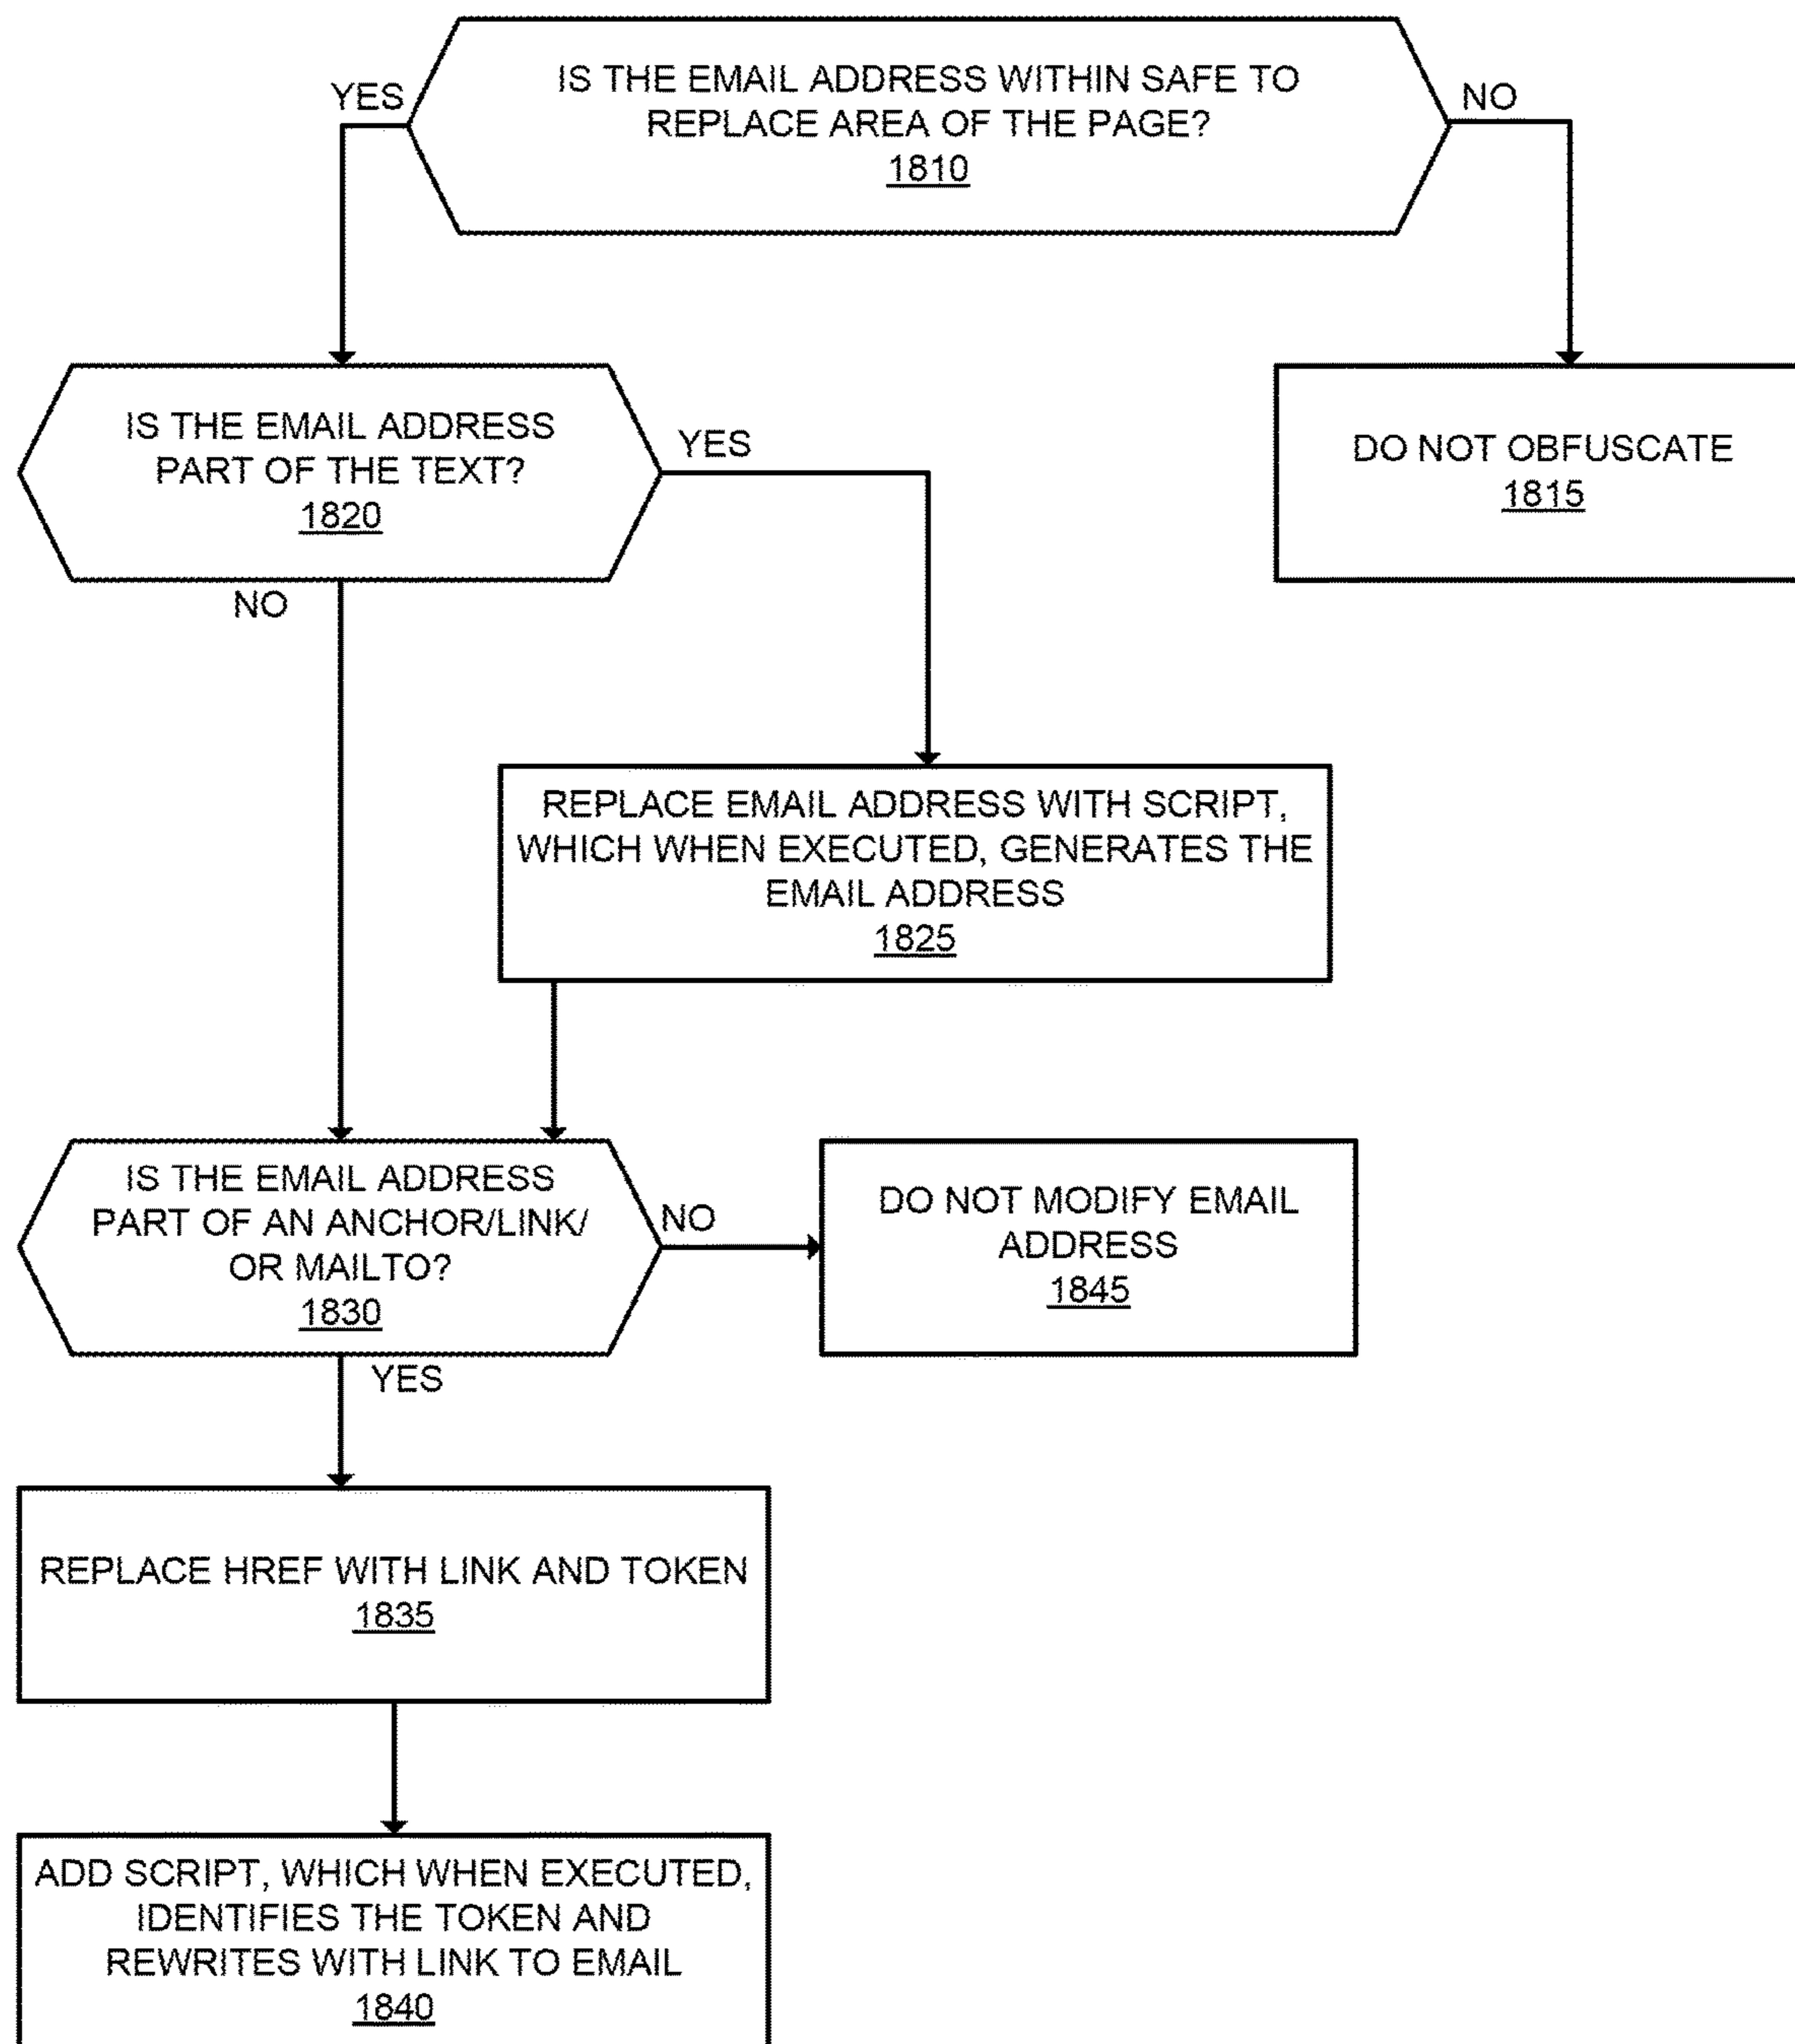 IS THE EMAIL ADDRESS WITHIN SAFE TO
REPLACE AREA OF THE PAGE?
1810
YES
NO
IS THE EMAIL ADDRESS
PART OF THE TEXT?
1820
YES
NO
DO NOT OBFUSCATE
1815
REPLACE EMAIL ADDRESS WITH SCRIPT,
WHICH WHEN EXECUTED, GENERATES THE
EMAIL ADDRESS
1825
IS THE EMAIL ADDRESS
PART OF AN ANCHOR/LINK/
OR MAILTO?
1830
NO
YES
DO NOT MODIFY EMAIL
ADDRESS
1845
REPLACE HREF WITH LINK AND TOKEN
1835
ADD SCRIPT, WHICH WHEN EXECUTED,
IDENTIFIES THE TOKEN AND
REWRITES WITH LINK TO EMAIL
1840